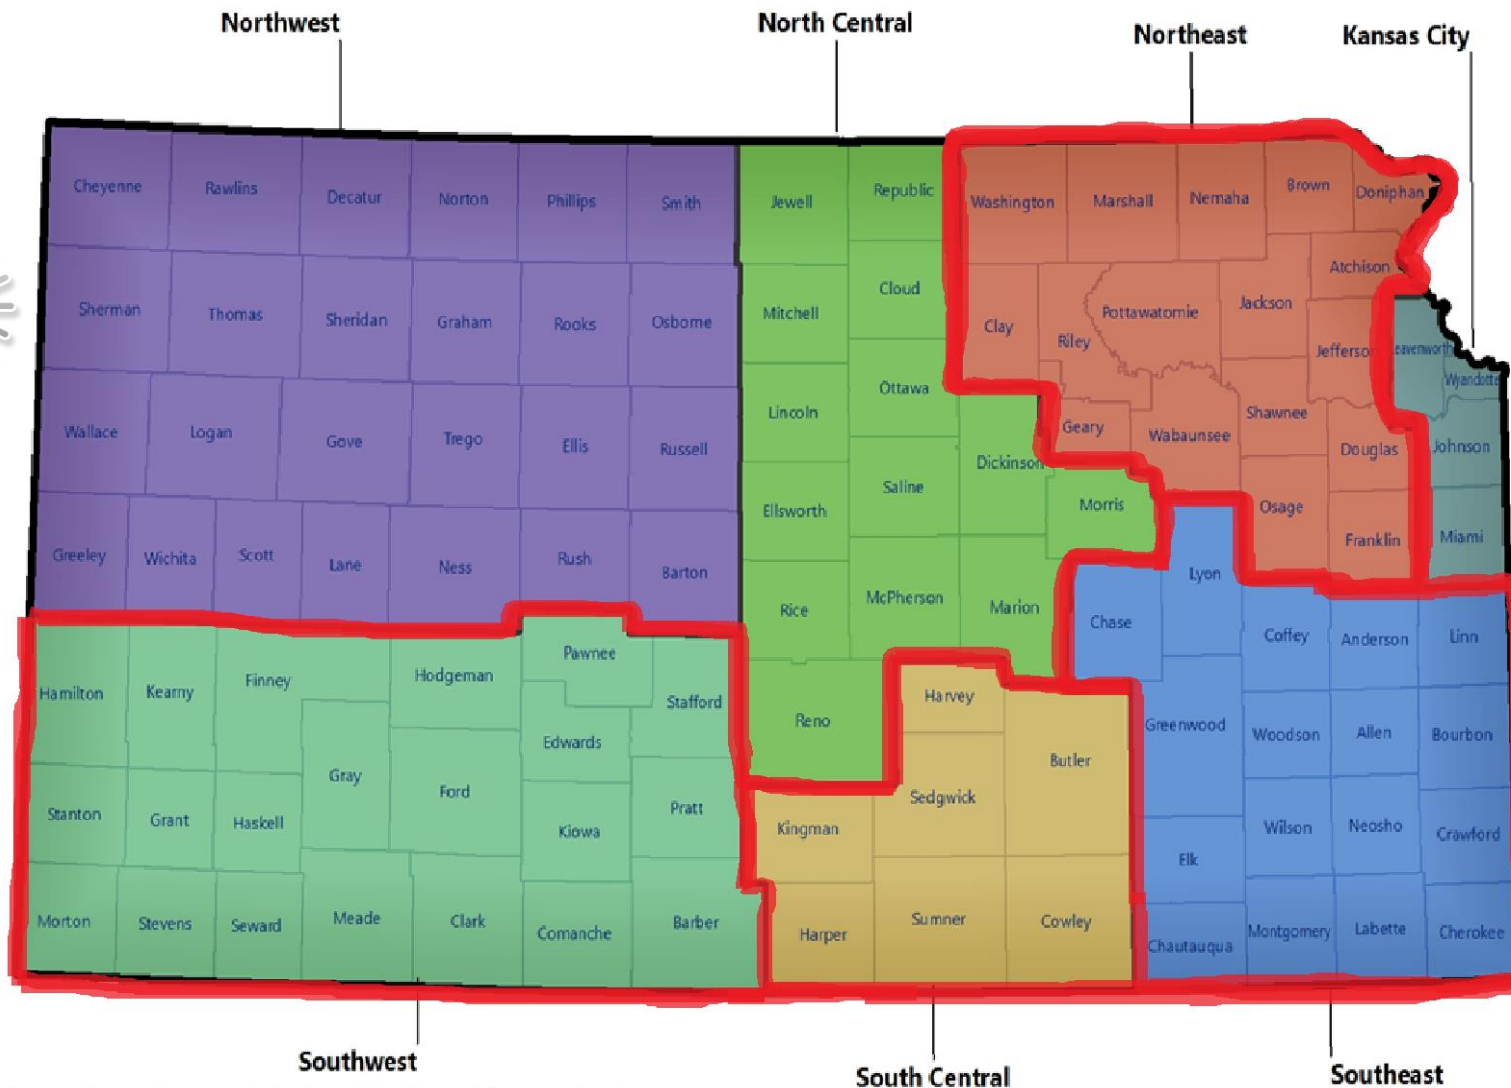 Northwest
North Central
Northeast
Kansas City
Cheyenne
Rawlins
Decatur
Norton
Phillips
Smith
Jewell
Republic
Washington
Marshall
Nemaha
Brown
Doniphan
Sherman
Thomas
Sheridan
Graham
Rooks
Osborne
Mitchell
Cloud
Clay
Riley
Pottawatomie
Jackson
Atchison
Jefferson
eavenworth
Wyandotte
Wallace
Logan
Gove
Trego
Ellis
Russell
Lincoln
Ottawa
Dickinson
Geary
Wabaunsee
Shawnee
Douglas
Johnson
Greeley
Wichita
Scott
Lane
Ness
Rush
Barton
Ellsworth
Saline
Morris
Osage
Franklin
Miami
Rice
McPherson
Marion
Chase
Lyon
Coffey
Anderson
Linn
Hamilton
Kearny
Finney
Hodgeman
Pawnee
Stafford
Edwards
Reno
Harvey
Butler
Greenwood
Woodson
Allen
Bourbon
Stanton
Grant
Haskell
Gray
Ford
Kiowa
Pratt
Kingman
Sedgwick
Elk
Wilson
Neosho
Crawford
Morton
Stevens
Seward
Meade
Clark
Comanche
Barber
Harper
Sumner
Cowley
Chautauqua
Montgomery
Labette
Cherokee
Southwest
South Central
Southeast